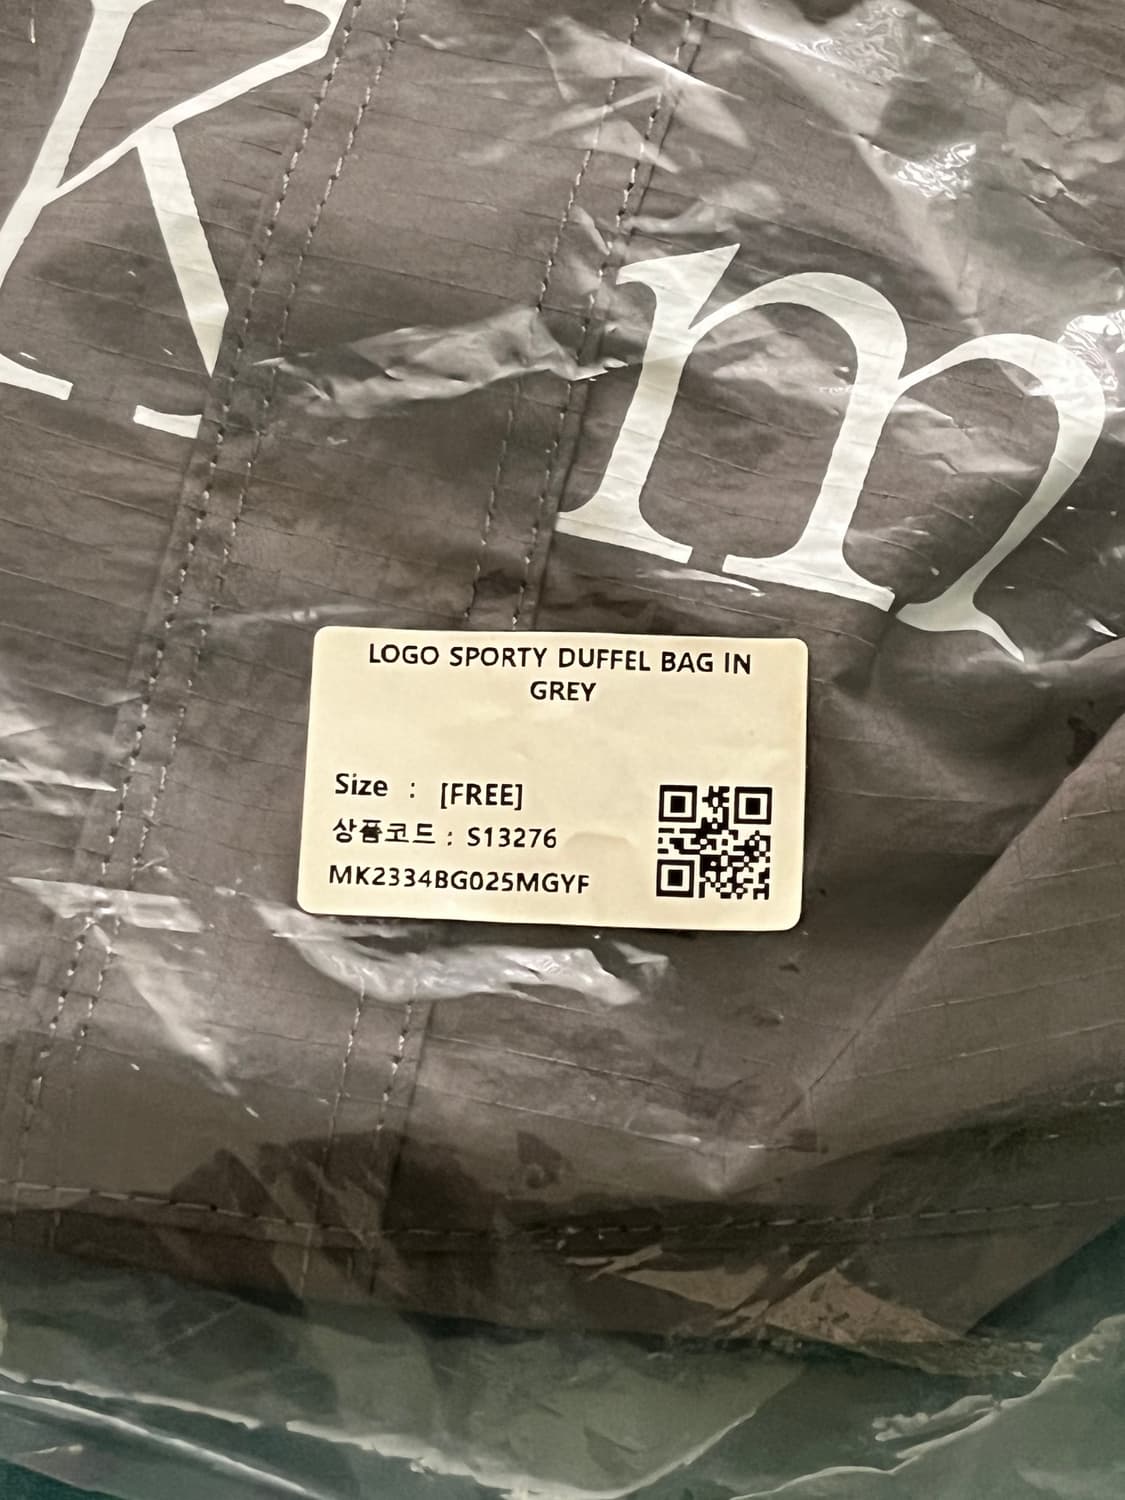 k m
LOGO SPORTY DUFFEL BAG IN
GREY
Size : [FREE]
상품코드 : S13276
MK2334BG025MGYF